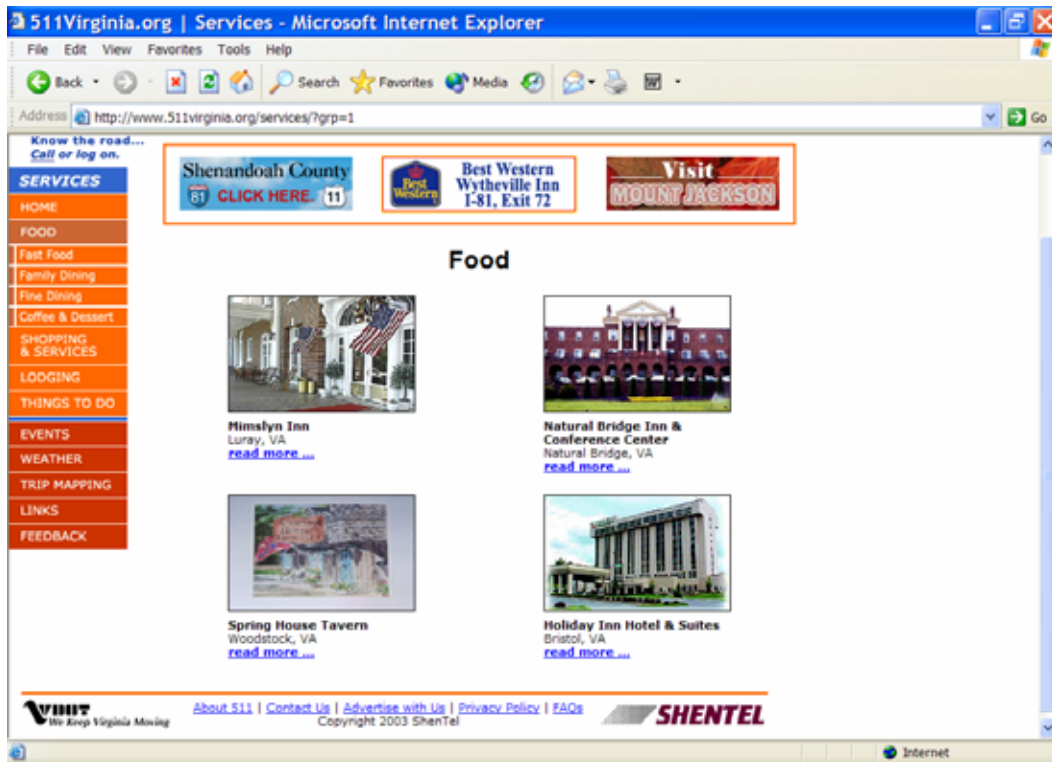 511Virginia.org | Services - Microsoft Internet Explorer
File Edit View Favorites Tools Help
Back Search Favorites Media
Address http://www.511virginia.org/services/?grp=1 Go
Know the road...
Call or log on.
SERVICES
HOME
FOOD
Fast Food
Family Dining
Fine Dining
Coffee & Dessert
SHOPPING
& SERVICES
LODGING
THINGS TO DO
EVENTS
WEATHER
TRIP MAPPING
LINKS
FEEDBACK
Shenandoah County
81 CLICK HERE. 11
Best Western
Best Western
Wytheville Inn
I-81, Exit 72
Visit
MOUNT JACKSON
Food
Mimslyn Inn
Luray, VA
read more ...
Natural Bridge Inn &
Conference Center
Natural Bridge, VA
read more ...
Spring House Tavern
Woodstock, VA
read more ...
Holiday Inn Hotel & Suites
Bristol, VA
read more ...
VDOT
We Keep Virginia Moving
About 511 | Contact Us | Advertise with Us | Privacy Policy | FAQs
Copyright 2003 ShenTel
SHENTEL
Internet